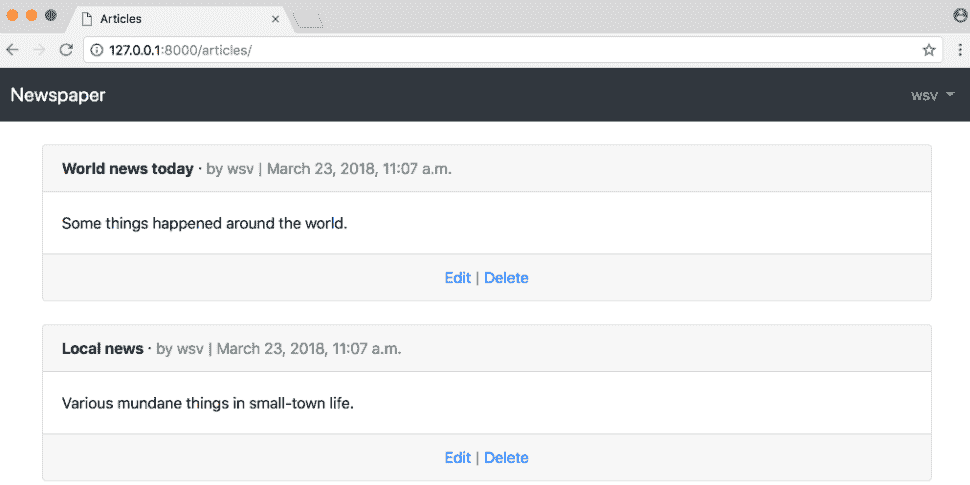 Articles
127.0.0.1:8000/articles/
Newspaper wsv
World news today · by wsv | March 23, 2018, 11:07 a.m.
Some things happened around the world.
Edit | Delete
Local news · by wsv | March 23, 2018, 11:07 a.m.
Various mundane things in small-town life.
Edit | Delete